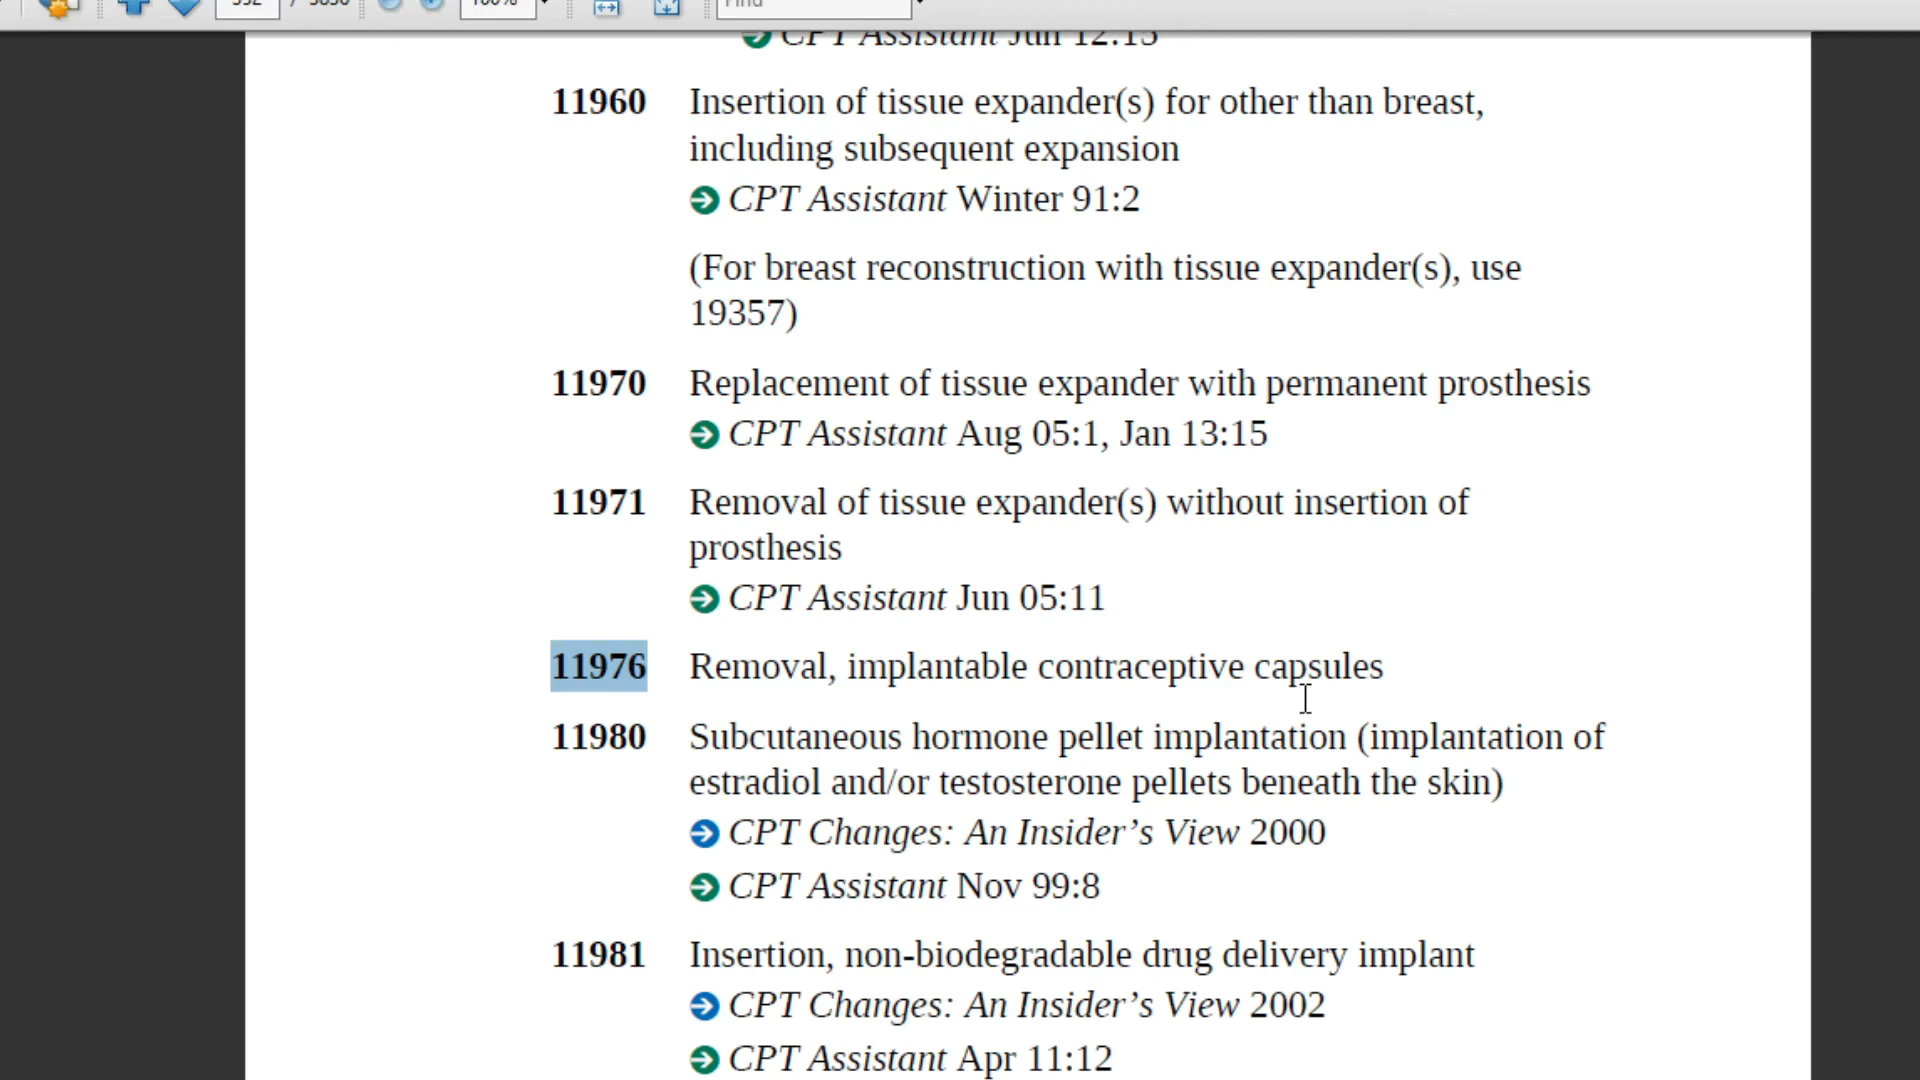 CPT Assistant Jun 12:15
11960 Insertion of tissue expander(s) for other than breast,
including subsequent expansion
CPT Assistant Winter 91:2
(For breast reconstruction with tissue expander(s), use
19357)
11970 Replacement of tissue expander with permanent prosthesis
CPT Assistant Aug 05:1, Jan 13:15
11971 Removal of tissue expander(s) without insertion of
prosthesis
CPT Assistant Jun 05:11
11976 Removal, implantable contraceptive capsules
11980 Subcutaneous hormone pellet implantation (implantation of
estradiol and/or testosterone pellets beneath the skin)
CPT Changes: An Insider’s View 2000
CPT Assistant Nov 99:8
11981 Insertion, non-biodegradable drug delivery implant
CPT Changes: An Insider’s View 2002
CPT Assistant Apr 11:12